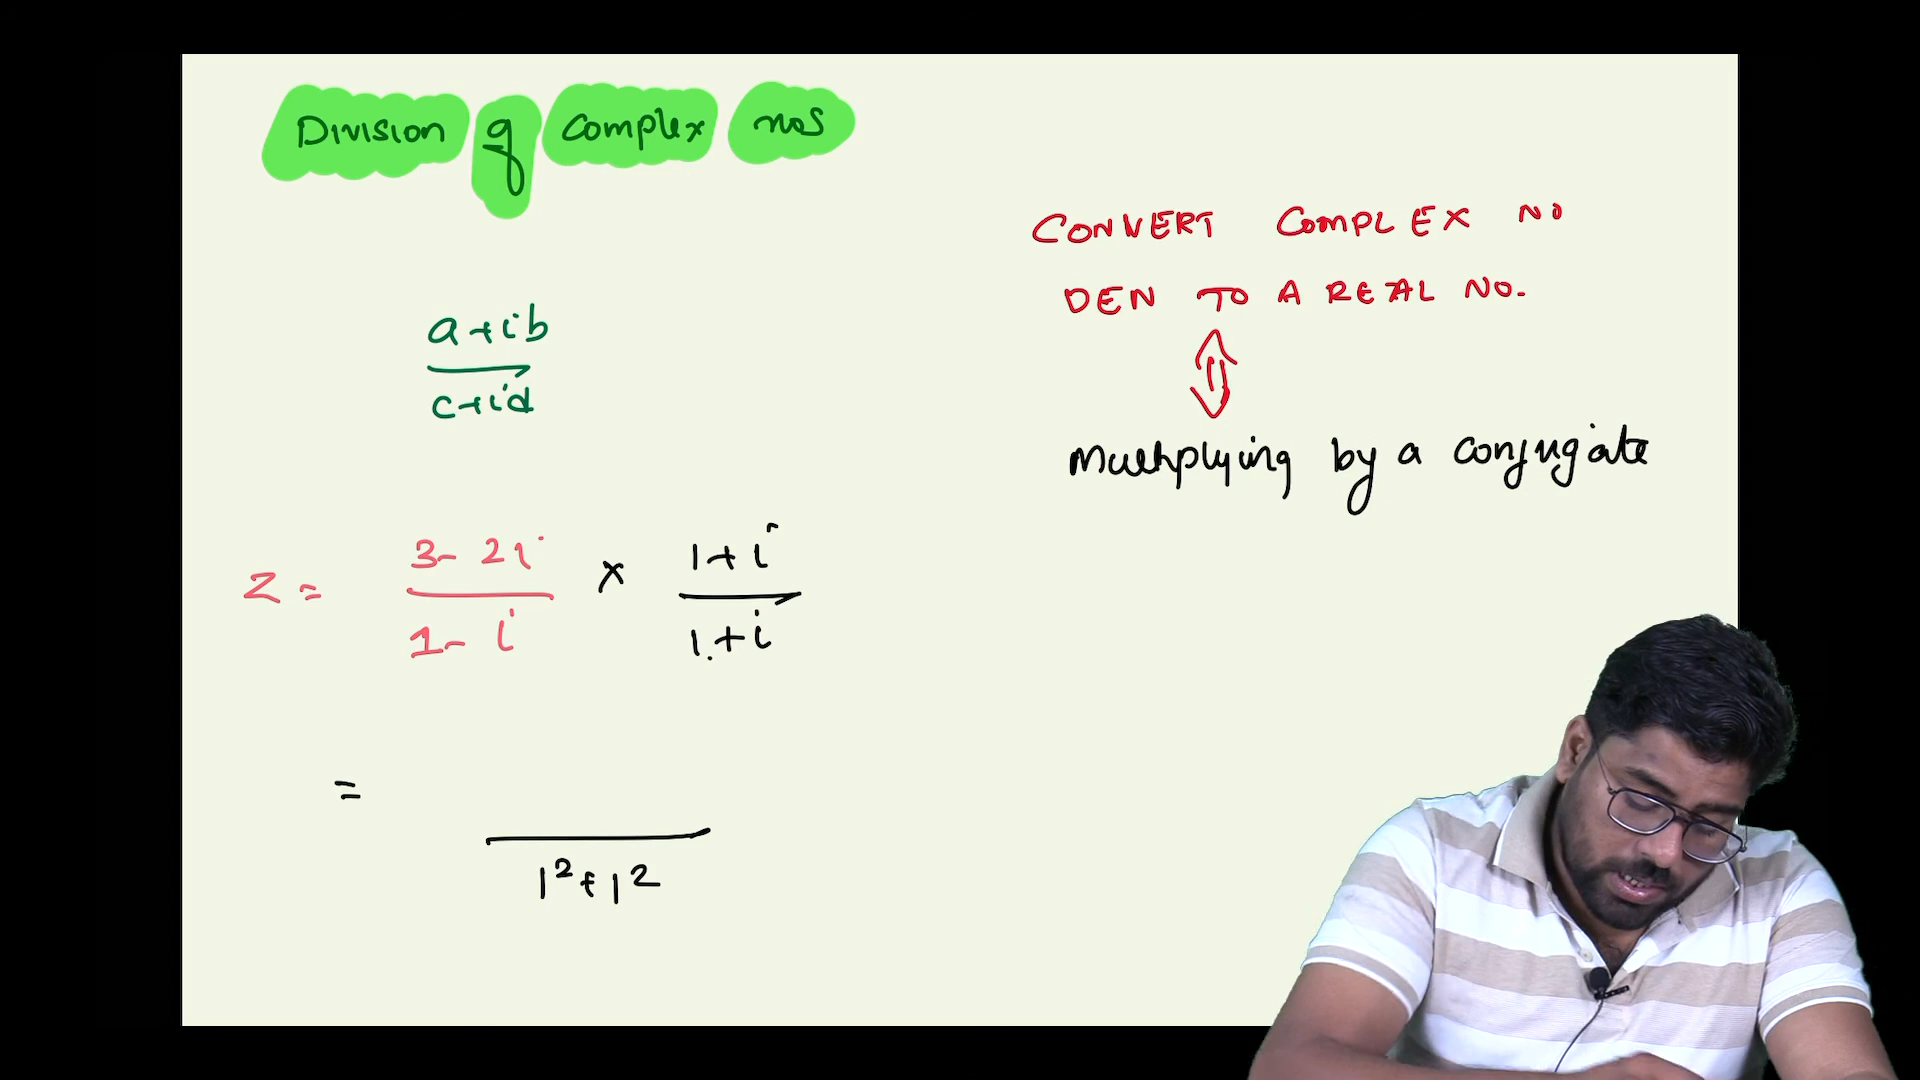 Division of Complex nos
CONVERT COMPLEX NO
DEN TO A REAL NO.
Multiplying by a conjugate
a+ib
c+id
Z = 3-2i / 1-i × 1+i / 1+i
=
1²+1²